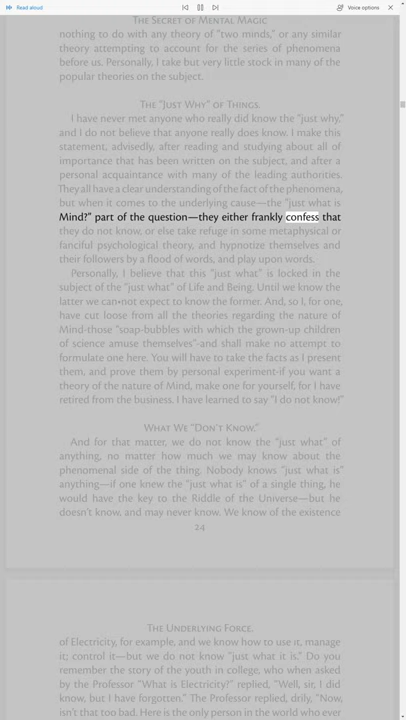 Read aloud
Voice options
THE SECRET OF MENTAL MAGIC
nothing to do with any theory of "two minds," or any similar
theory attempting to account for the series of phenomena
before us. Personally, I take but very little stock in many of the
popular theories on the subject.
THE "JUST WHY" OF THINGS.
I have never met anyone who really did know the "just why,"
and I do not believe that anyone really does know. I make this
statement, advisedly, after reading and studying about all of
importance that has been written on the subject, and after a
personal acquaintance with many of the leading authorities.
They all have a clear understanding of the fact of the phenomena,
but when it comes to the underlying cause—the "just what is
Mind?" part of the question—they either frankly confess that
they do not know, or else take refuge in some metaphysical or
fanciful psychological theory, and hypnotize themselves and
their followers by a flood of words, and play upon words.
Personally, I believe that this "just what" is locked in the
subject of the "just what" of Life and Being. Until we know the
latter we can•not expect to know the former. And, so I, for one,
have cut loose from all the theories regarding the nature of
Mind-those "soap-bubbles with which the grown-up children
of science amuse themselves"-and shall make no attempt to
formulate one here. You will have to take the facts as I present
them, and prove them by personal experiment-if you want a
theory of the nature of Mind, make one for yourself, for I have
retired from the business. I have learned to say "I do not know!"
WHAT WE "DON'T KNOW."
And for that matter, we do not know the "just what" of
anything, no matter how much we may know about the
phenomenal side of the thing. Nobody knows "just what is"
anything—if one knew the "just what is" of a single thing, he
would have the key to the Riddle of the Universe—but he
doesn't know, and may never know. We know of the existence
24
THE UNDERLYING FORCE.
of Electricity, for example, and we know how to use it, manage
it; control it—but we do not know "just what it is." Do you
remember the story of the youth in college, who when asked
by the Professor "What is Electricity?" replied, "Well, sir, I did
know, but I have forgotten." The Professor replied, drily, "Now,
isn't that too bad. Here is the only person in the world who ever